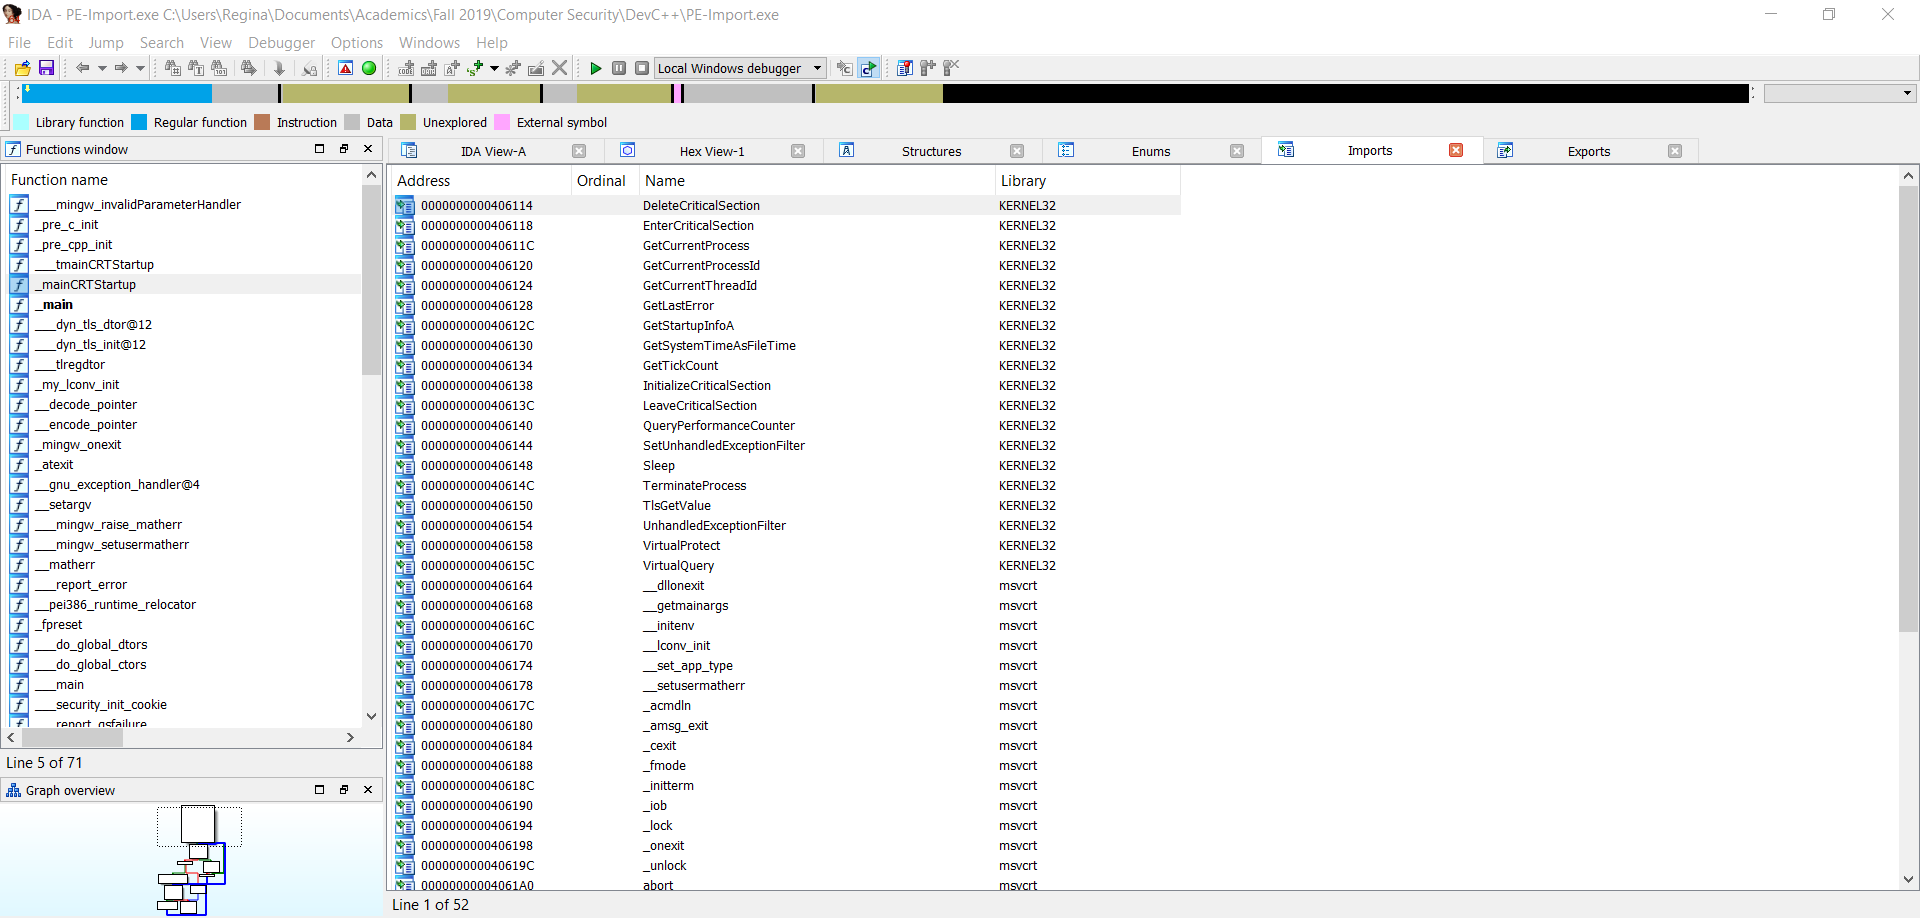 IDA - PE-Import.exe C:\Users\Regina\Documents\Academics\Fall 2019\Computer Security\DevC++\PE-Import.exe
File Edit Jump Search View Debugger Options Windows Help
Local Windows debugger
Library function Regular function Instruction Data Unexplored External symbol
Functions window
IDA View-A Hex View-1 Structures Enums Imports Exports
Function name
___mingw_invalidParameterHandler
_pre_c_init
_pre_cpp_init
___tmainCRTStartup
_mainCRTStartup
_main
___dyn_tls_dtor@12
___dyn_tls_init@12
___tlregdtor
_my_lconv_init
__decode_pointer
__encode_pointer
_mingw_onexit
_atexit
__gnu_exception_handler@4
__setargv
___mingw_raise_matherr
___mingw_setusermatherr
__matherr
___report_error
__pei386_runtime_relocator
_fpreset
___do_global_dtors
___do_global_ctors
___main
___security_init_cookie
___report_gsfailure
Line 5 of 71
Graph overview
Address Ordinal Name Library
0000000000406114 DeleteCriticalSection KERNEL32
0000000000406118 EnterCriticalSection KERNEL32
000000000040611C GetCurrentProcess KERNEL32
0000000000406120 GetCurrentProcessId KERNEL32
0000000000406124 GetCurrentThreadId KERNEL32
0000000000406128 GetLastError KERNEL32
000000000040612C GetStartupInfoA KERNEL32
0000000000406130 GetSystemTimeAsFileTime KERNEL32
0000000000406134 GetTickCount KERNEL32
0000000000406138 InitializeCriticalSection KERNEL32
000000000040613C LeaveCriticalSection KERNEL32
0000000000406140 QueryPerformanceCounter KERNEL32
0000000000406144 SetUnhandledExceptionFilter KERNEL32
0000000000406148 Sleep KERNEL32
000000000040614C TerminateProcess KERNEL32
0000000000406150 TlsGetValue KERNEL32
0000000000406154 UnhandledExceptionFilter KERNEL32
0000000000406158 VirtualProtect KERNEL32
000000000040615C VirtualQuery KERNEL32
0000000000406164 __dllonexit msvcrt
0000000000406168 __getmainargs msvcrt
000000000040616C __initenv msvcrt
0000000000406170 __lconv_init msvcrt
0000000000406174 __set_app_type msvcrt
0000000000406178 __setusermatherr msvcrt
000000000040617C _acmdln msvcrt
0000000000406180 _amsg_exit msvcrt
0000000000406184 _cexit msvcrt
0000000000406188 _fmode msvcrt
000000000040618C _initterm msvcrt
0000000000406190 _iob msvcrt
0000000000406194 _lock msvcrt
0000000000406198 _onexit msvcrt
000000000040619C _unlock msvcrt
00000000004061A0 abort msvcrt
Line 1 of 52